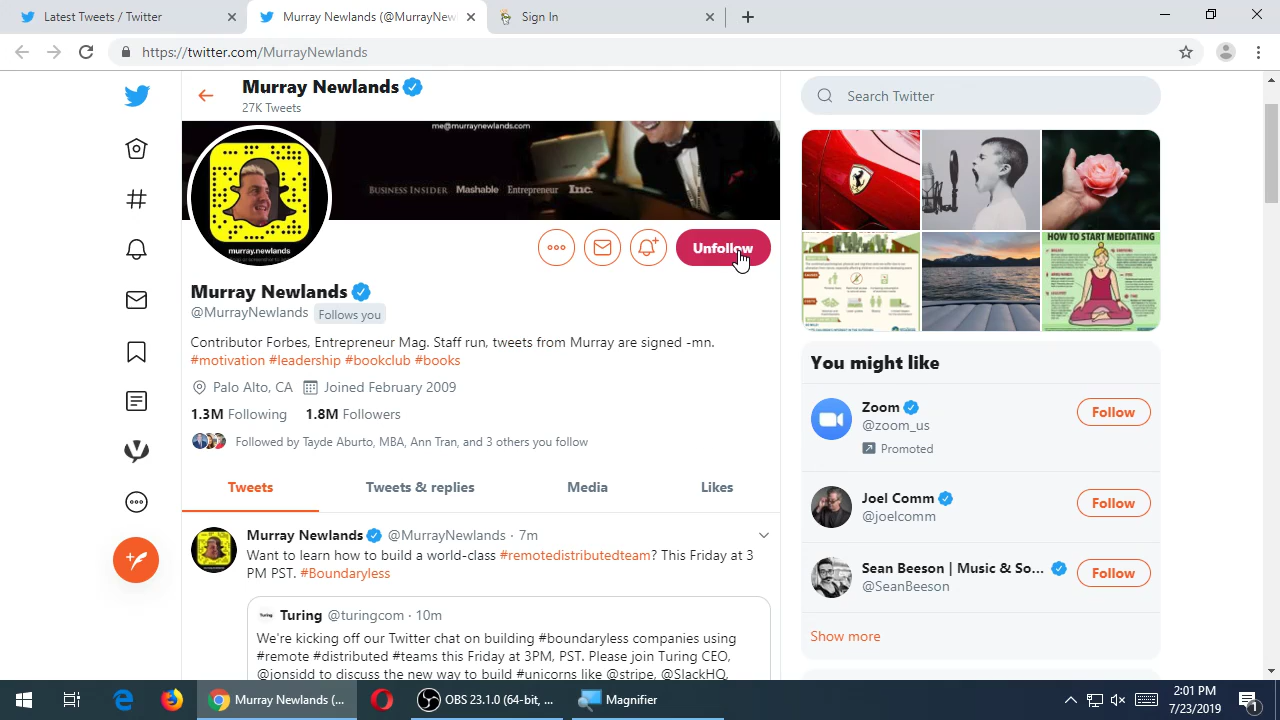 Latest Tweets / Twitter
Murray Newlands (@MurrayNew
Sign In
https://twitter.com/MurrayNewlands
Murray Newlands
27K Tweets
Search Twitter
me@murraynewlands.com
BUSINESS INSIDER Mashable Entrepreneur Inc.
murray.newlands
Unfollow
HOW TO START MEDITATING
Murray Newlands
@MurrayNewlands Follows you
Contributor Forbes, Entrepreneur Mag. Staff run, tweets from Murray are signed -mn.
#motivation #leadership #bookclub #books
Palo Alto, CA Joined February 2009
1.3M Following 1.8M Followers
Followed by Tayde Aburto, MBA, Ann Tran, and 3 others you follow
Tweets
Tweets & replies
Media
Likes
Murray Newlands @MurrayNewlands · 7m
Want to learn how to build a world-class #remotedistributedteam? This Friday at 3
PM PST. #Boundaryless
Turing @turingcom · 10m
We're kicking off our Twitter chat on building #boundaryless companies using
#remote #distributed #teams this Friday at 3PM, PST. Please join Turing CEO,
@jonsidd to discuss the new way to build #unicorns like @stripe, @SlackHQ,
You might like
Zoom
@zoom_us
Promoted
Follow
Joel Comm
@joelcomm
Follow
Sean Beeson | Music & So...
@SeanBeeson
Follow
Show more
Murray Newlands (...
OBS 23.1.0 (64-bit, ...
Magnifier
2:01 PM
7/23/2019
1